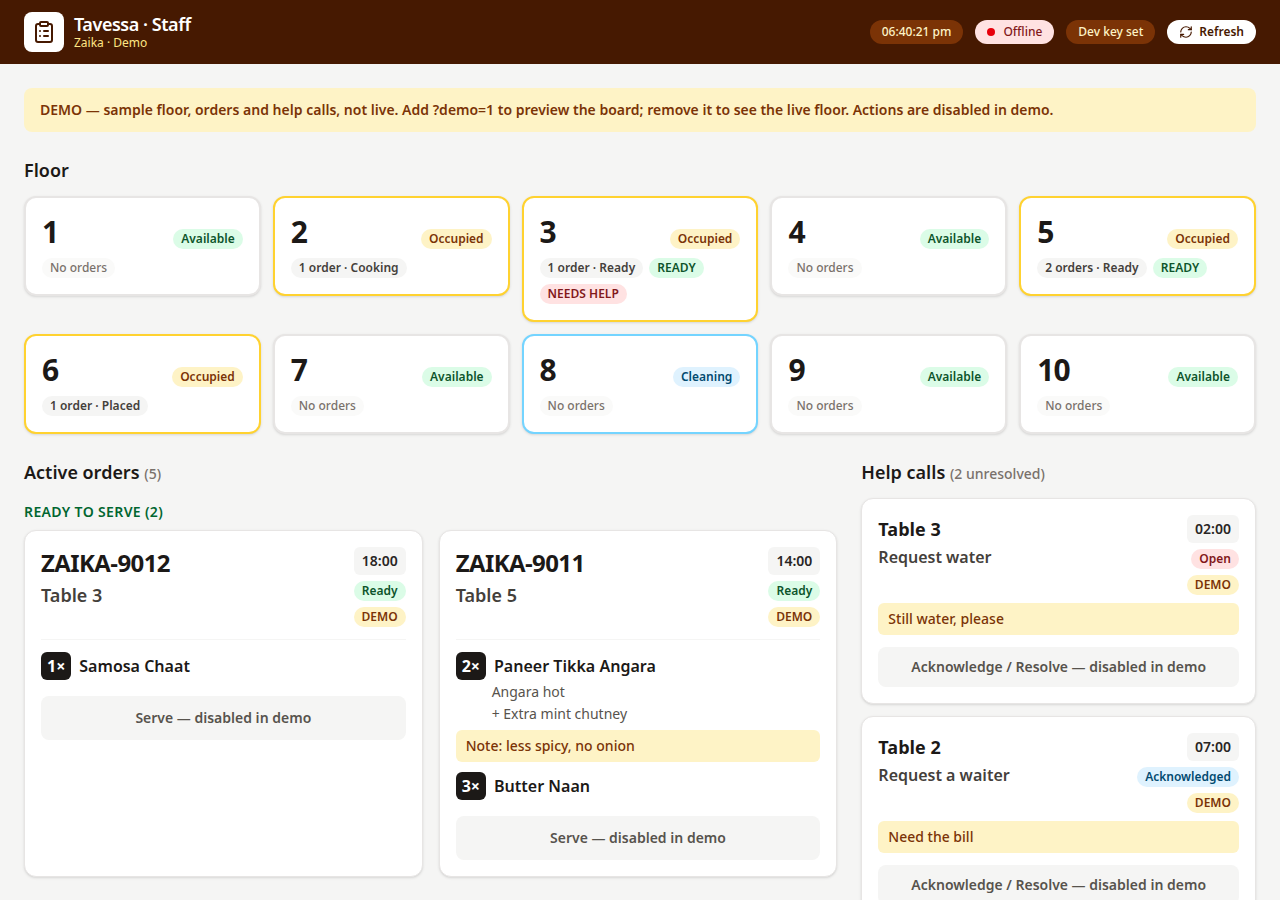 Tavessa · Staff
Zaika · Demo
06:40:21 pm
Offline
Dev key set
Refresh
DEMO — sample floor, orders and help calls, not live. Add ?demo=1 to preview the board; remove it to see the live floor. Actions are disabled in demo.
Floor
1
Available
No orders
2
Occupied
1 order · Cooking
3
Occupied
1 order · Ready
READY
NEEDS HELP
4
Available
No orders
5
Occupied
2 orders · Ready
READY
6
Occupied
1 order · Placed
7
Available
No orders
8
Cleaning
No orders
9
Available
No orders
10
Available
No orders
Active orders (5)
READY TO SERVE (2)
ZAIKA-9012
18:00
Table 3
Ready
DEMO
1× Samosa Chaat
Serve — disabled in demo
ZAIKA-9011
14:00
Table 5
Ready
DEMO
2× Paneer Tikka Angara
Angara hot
+ Extra mint chutney
Note: less spicy, no onion
3× Butter Naan
Serve — disabled in demo
Help calls (2 unresolved)
Table 3
02:00
Request water
Open
DEMO
Still water, please
Acknowledge / Resolve — disabled in demo
Table 2
07:00
Request a waiter
Acknowledged
DEMO
Need the bill
Acknowledge / Resolve — disabled in demo